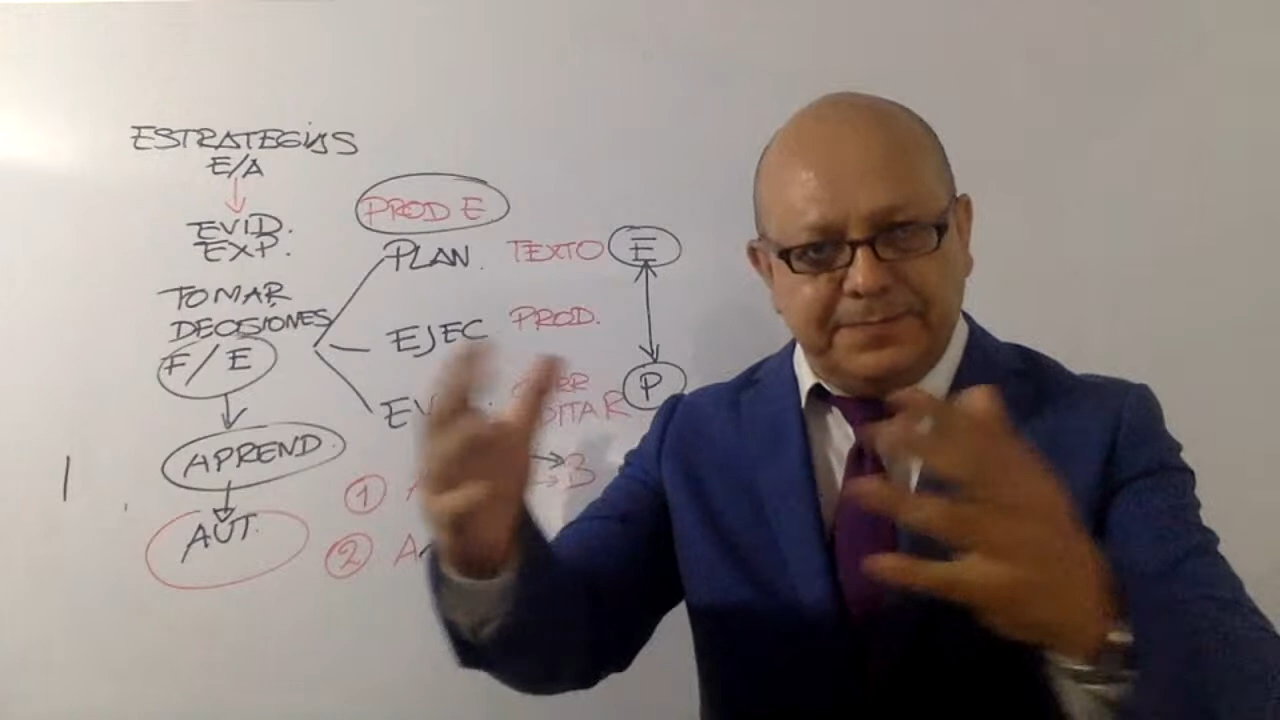 ESTRATEGIAS
E/A
EVID.
EXP.
TOMAR
DECISIONES
F/E
APREND.
AUT.
PROD E
PLAN. TEXTO E
EJEC PROD.
P
1
B
2 A